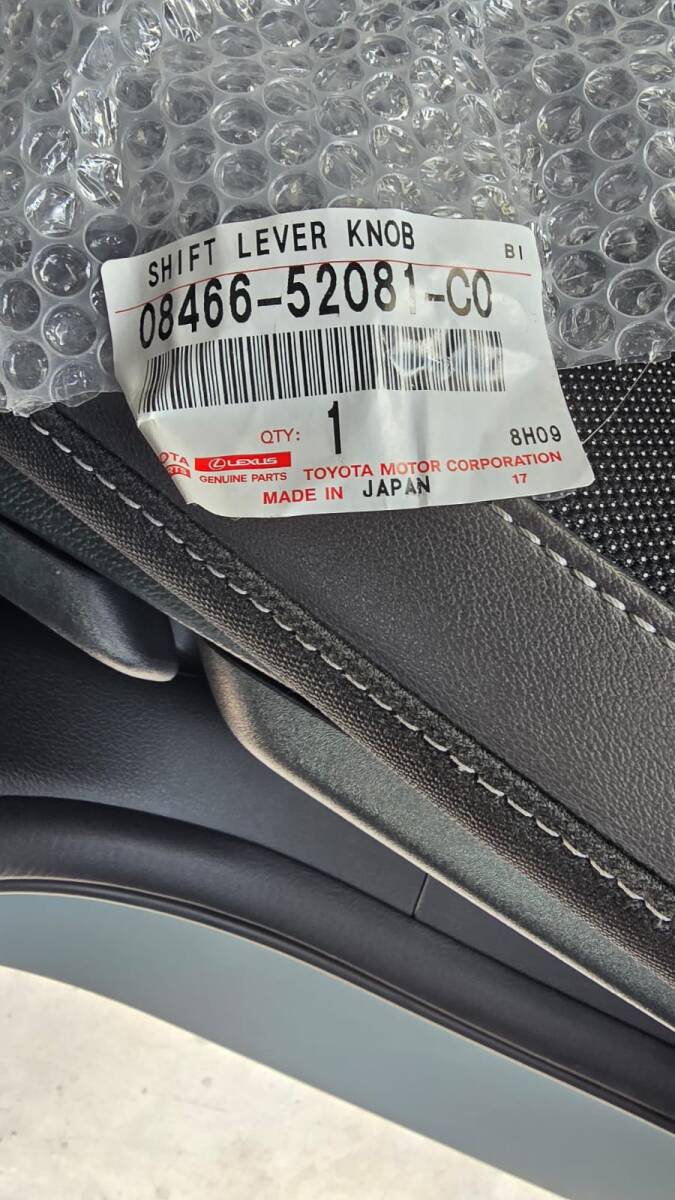 SHIFT LEVER KNOB BI
08466-52081-C0
QTY: 1
8H09
LEXUS
GENUINE PARTS
TOYOTA MOTOR CORPORATION
MADE IN JAPAN 17